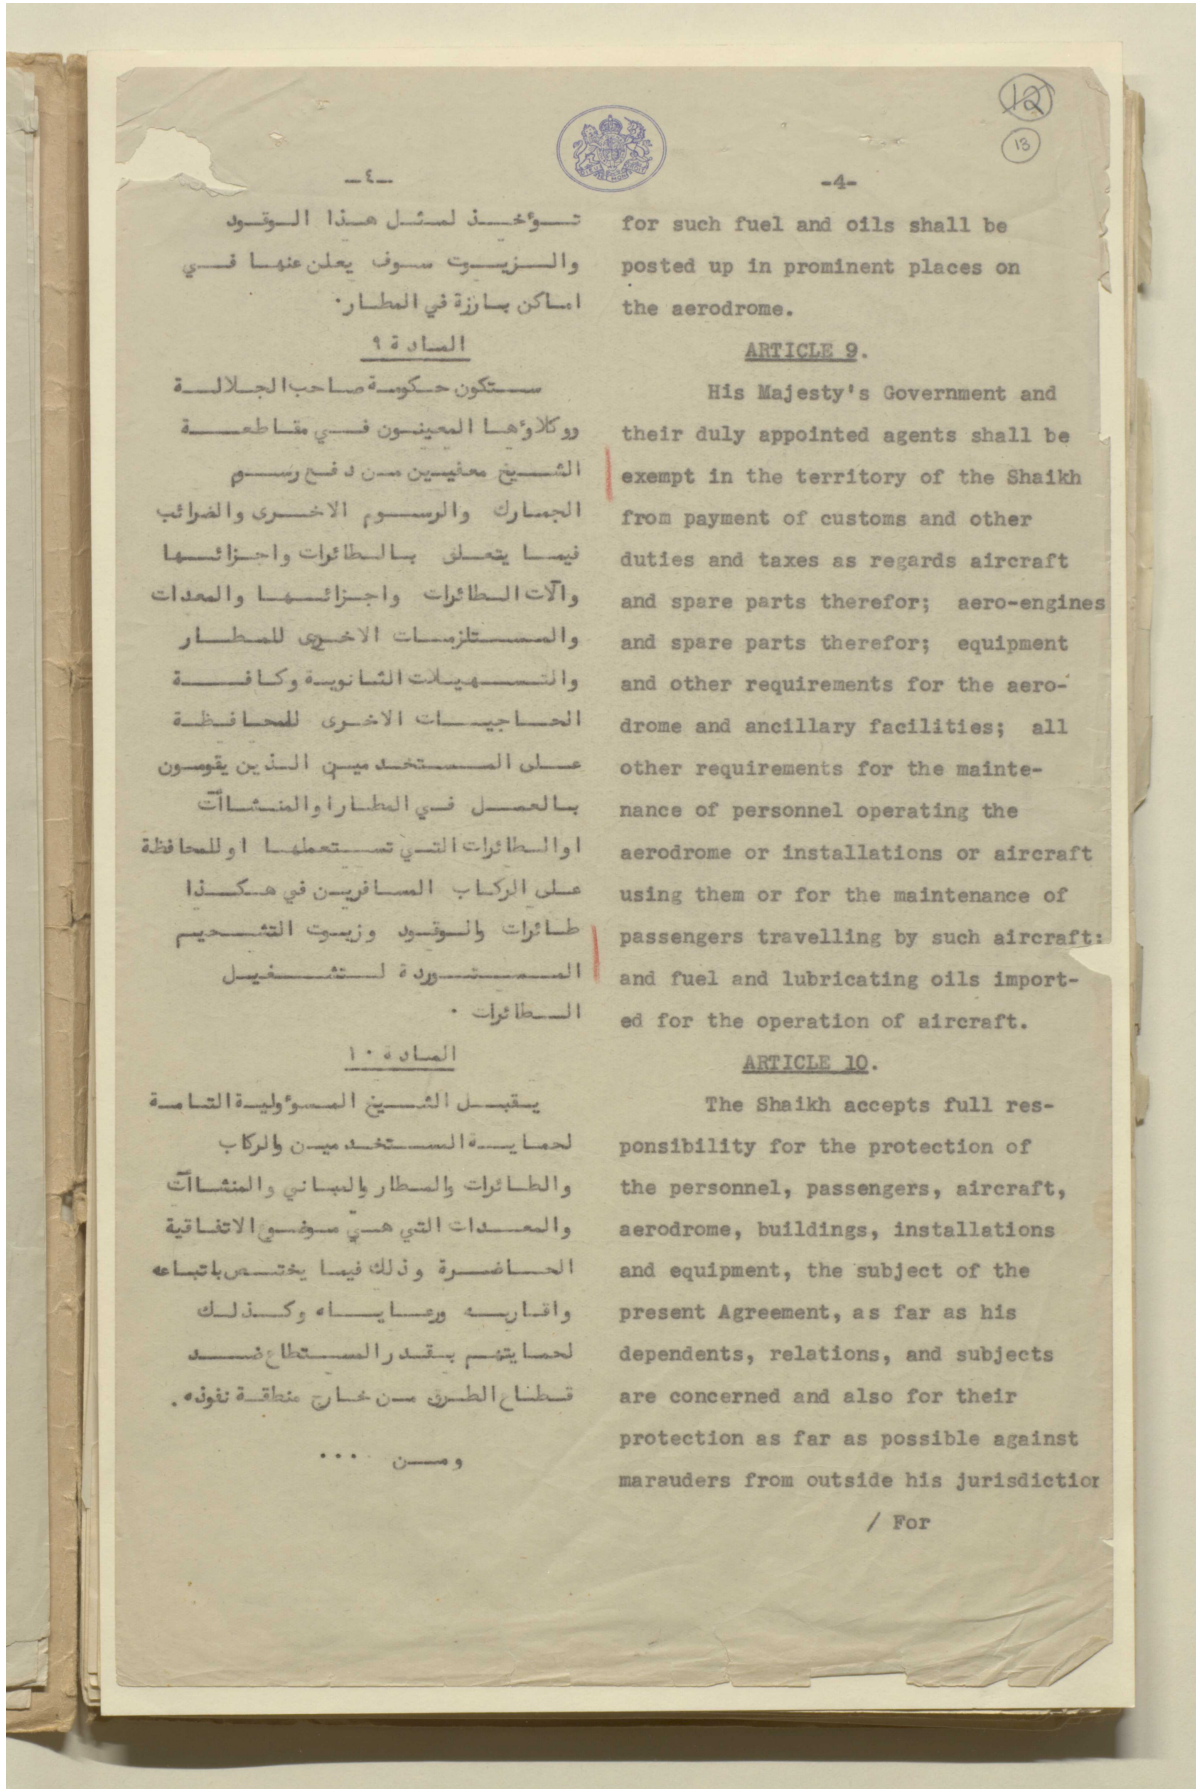 12
13
-4-
for such fuel and oils shall be
posted up in prominent places on
the aerodrome.
ARTICLE 9.
His Majesty's Government and
their duly appointed agents shall be
exempt in the territory of the Shaikh
from payment of customs and other
duties and taxes as regards aircraft
and spare parts therefor; aero-engines
and spare parts therefor; equipment
and other requirements for the aero-
drome and ancillary facilities; all
other requirements for the mainte-
nance of personnel operating the
aerodrome or installations or aircraft
using them or for the maintenance of
passengers travelling by such aircraft:
and fuel and lubricating oils import-
ed for the operation of aircraft.
ARTICLE 10.
The Shaikh accepts full res-
ponsibility for the protection of
the personnel, passengers, aircraft,
aerodrome, buildings, installations
and equipment, the subject of the
present Agreement, as far as his
dependents, relations, and subjects
are concerned and also for their
protection as far as possible against
marauders from outside his jurisdiction
/ For
-٤-
تؤخذ لمثل هذا الوقود
والزيوت سوف يعلن عنها في
اماكن بارزة في المطار.
المادة ٩
ستكون حكومة صاحب الجلالة
ووكلاؤها المعينون في مقاطعة
الشيخ معفيين من دفع رسوم
الجمارك والرسوم الاخرى والضرائب
فيما يتعلق بالطائرات واجزائها
وآلات الطائرات واجزائها والمعدات
والمستلزمات الاخرى للمطار
والتسهيلات الثانوية وكافة
الحاجيات الاخرى للمحافظة
على المستخدمين الذين يقومون
بالعمل في المطار او المنشاآت
او الطائرات التي تستعملها او للمحافظة
على الركاب المسافرين في هكذا
طائرات والوقود وزيوت التشحيم
المستوردة لتشغيل
الطائرات .
المادة ١٠
يقبل الشيخ المسؤولية التامة
لحماية المستخدمين والركاب
والطائرات والمطار والمباني والمنشاآت
والمعدات التي هي موضوع الاتفاقية
الحاضرة وذلك فيما يختص باتباعه
واقاربه ورعاياه وكذلك
لحمايتهم بقدر المستطاع ضد
قطاع الطرق من خارج منطقة نفوذه.
ومن ...